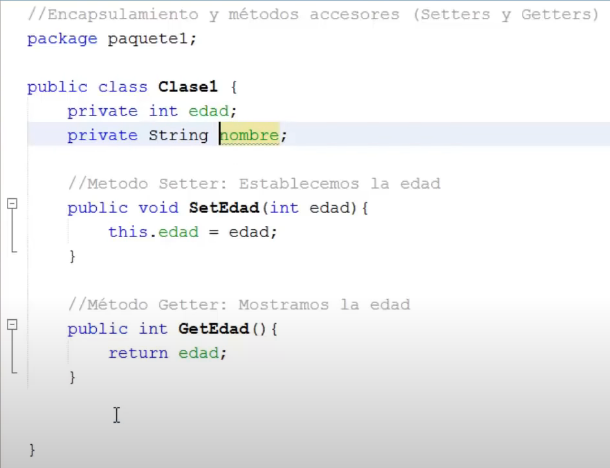 //Encapsulamiento y métodos accesores (Setters y Getters)
package paquete1;
public class Clase1 {
private int edad;
private String nombre;
//Metodo Setter: Establecemos la edad
public void SetEdad(int edad){
this.edad = edad;
}
//Método Getter: Mostramos la edad
public int GetEdad(){
return edad;
}
}